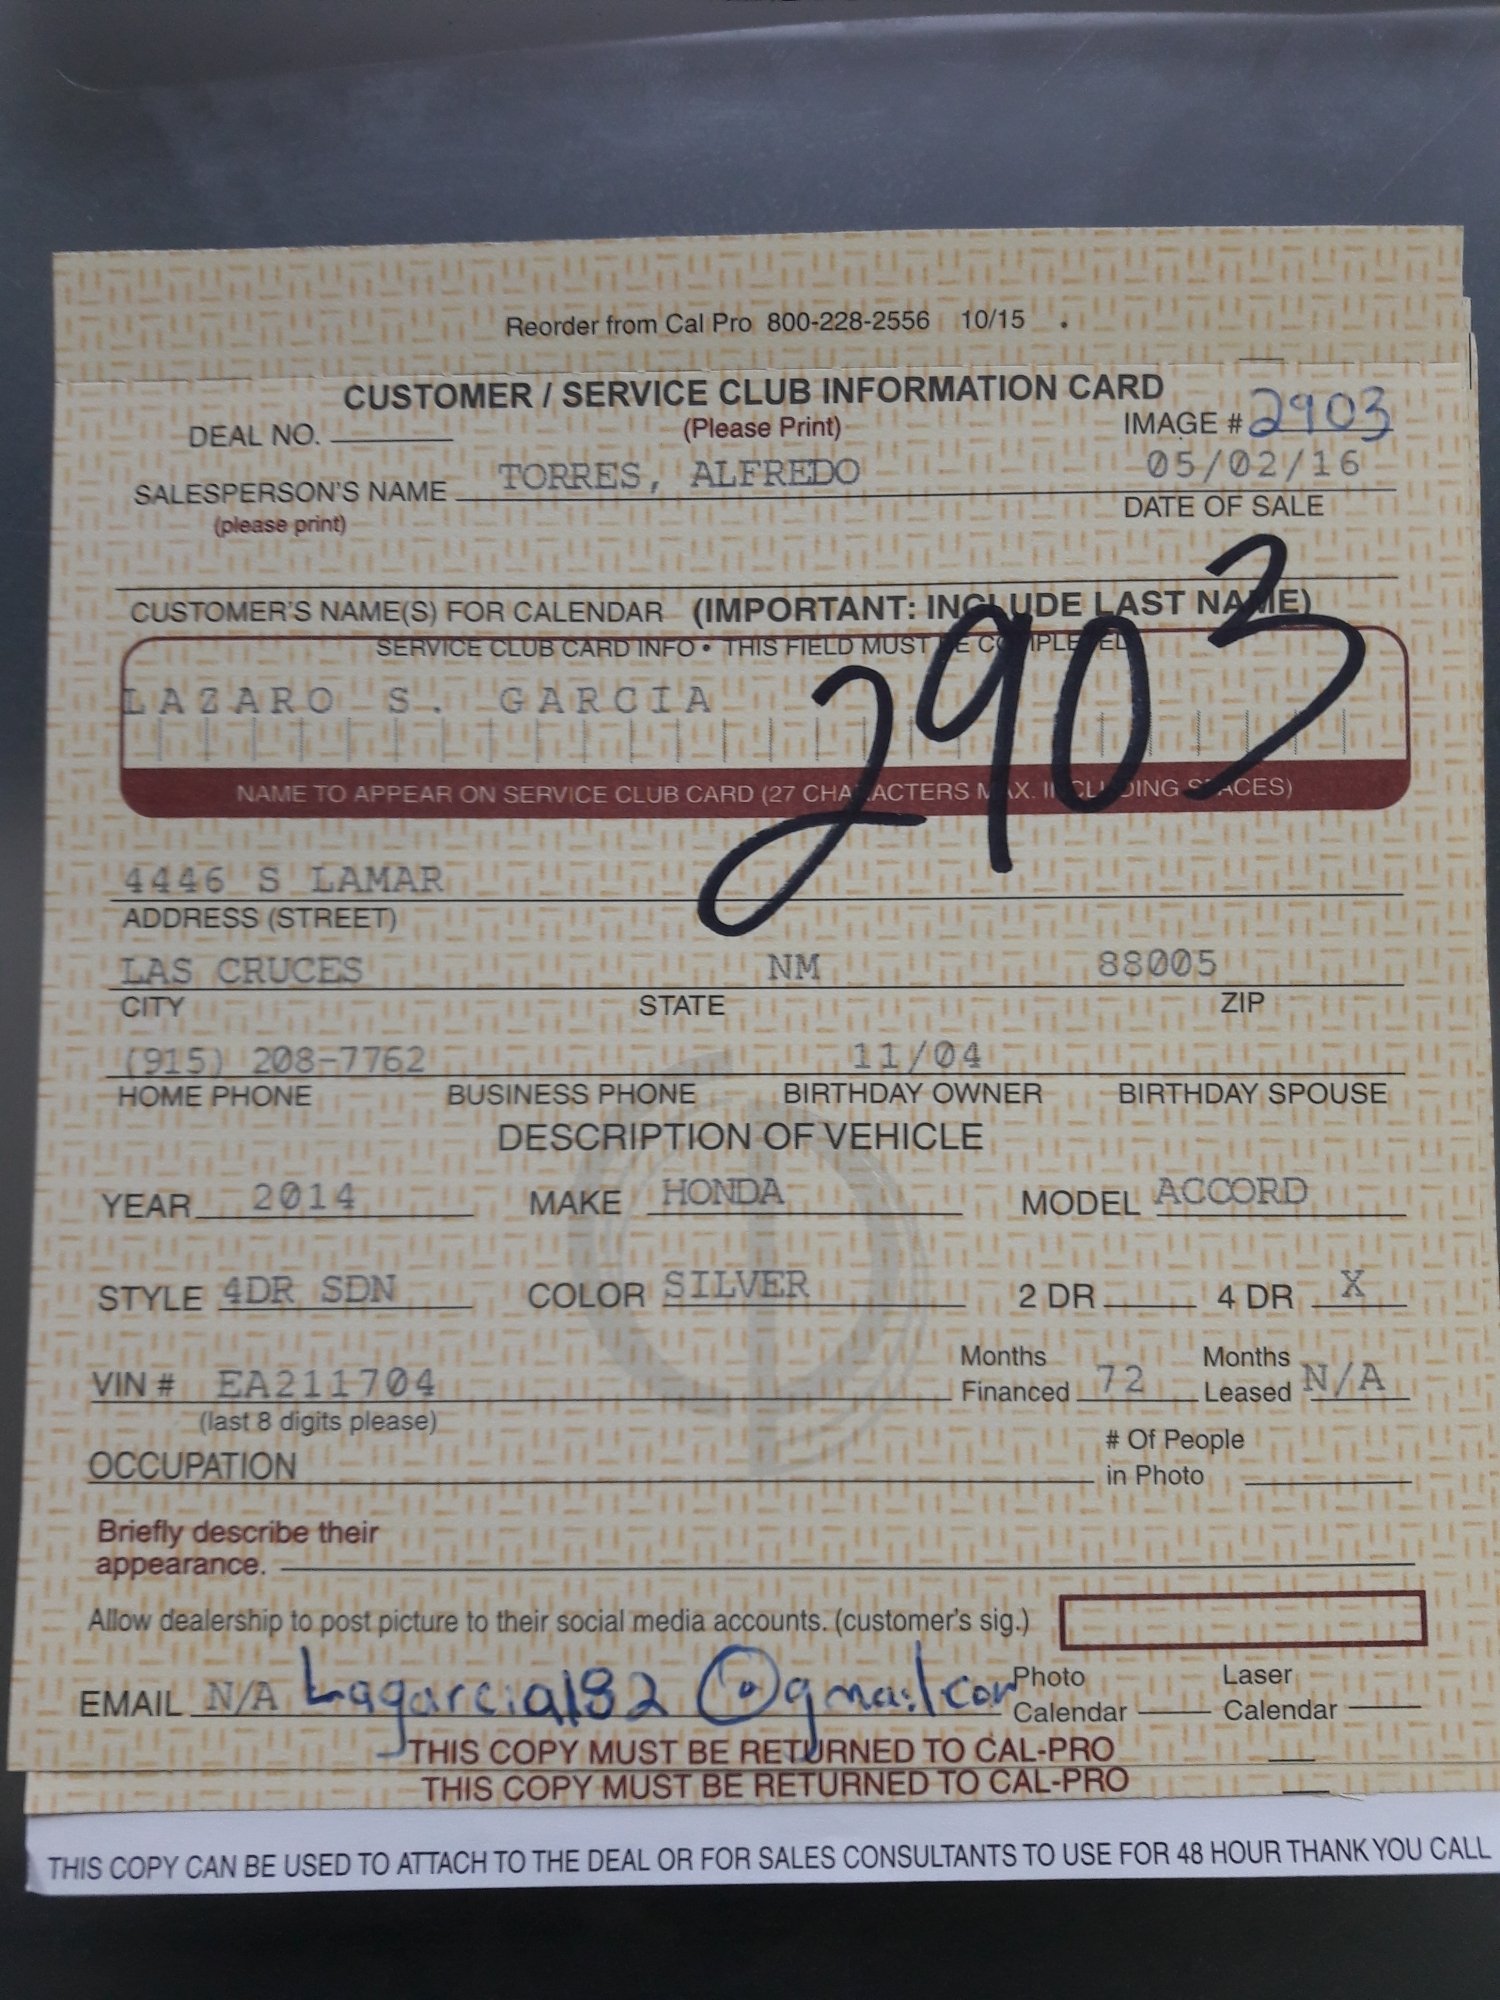 Reorder from Cal Pro 800-228-2556 10/15
CUSTOMER / SERVICE CLUB INFORMATION CARD
DEAL NO. (Please Print) IMAGE # 2903
SALESPERSON'S NAME TORRES, ALFREDO 05/02/16
(please print) DATE OF SALE
CUSTOMER'S NAME(S) FOR CALENDAR (IMPORTANT: INCLUDE LAST NAME)
SERVICE CLUB CARD INFO • THIS FIELD MUST BE COMPLETED
LAZARO S. GARCIA
2903
NAME TO APPEAR ON SERVICE CLUB CARD (27 CHARACTERS MAX. INCLUDING SPACES)
4446 S LAMAR
ADDRESS (STREET)
LAS CRUCES NM 88005
CITY STATE ZIP
(915) 208-7762 11/04
HOME PHONE BUSINESS PHONE BIRTHDAY OWNER BIRTHDAY SPOUSE
DESCRIPTION OF VEHICLE
YEAR 2014 MAKE HONDA MODEL ACCORD
STYLE 4DR SDN COLOR SILVER 2 DR 4 DR X
VIN # EA211704 Months Financed 72 Months Leased N/A
(last 8 digits please)
OCCUPATION # Of People in Photo
Briefly describe their
appearance.
Allow dealership to post picture to their social media accounts. (customer's sig.)
EMAIL N/A Lagarcia182@gmail.com Photo Calendar Laser Calendar
THIS COPY MUST BE RETURNED TO CAL-PRO
THIS COPY MUST BE RETURNED TO CAL-PRO
THIS COPY CAN BE USED TO ATTACH TO THE DEAL OR FOR SALES CONSULTANTS TO USE FOR 48 HOUR THANK YOU CALL